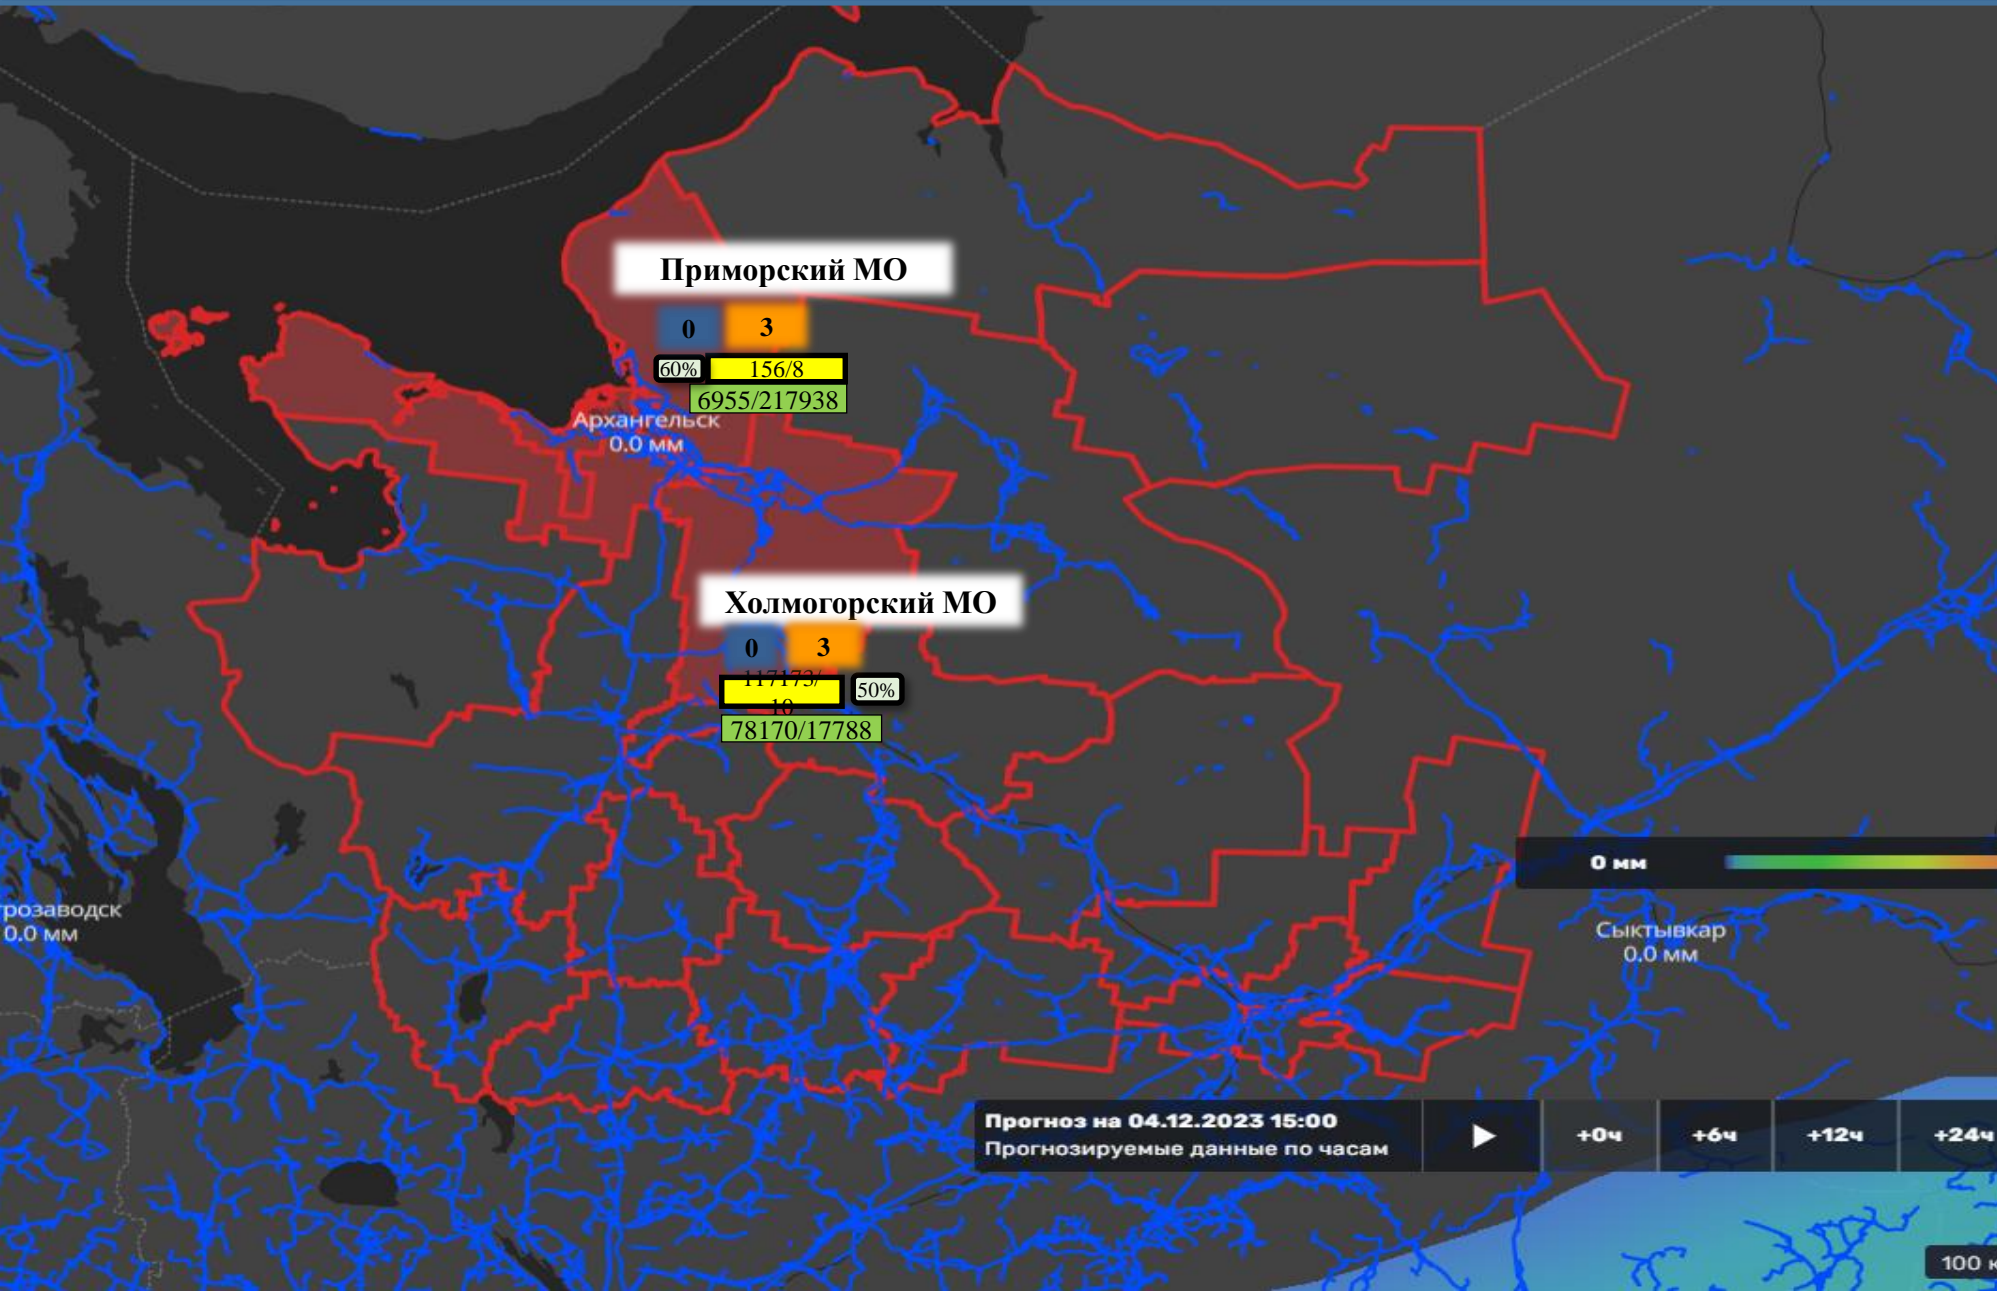 Приморский МО
0
3
60%
156/8
6955/217938
Архангельск
0.0 мм
Холмогорский МО
0
3
117173/
10
50%
78170/17788
0 мм
розаводск
0.0 мм
Сыктывкар
0.0 мм
Прогноз на 04.12.2023 15:00
Прогнозируемые данные по часам
+0ч
+6ч
+12ч
+24ч
100 к